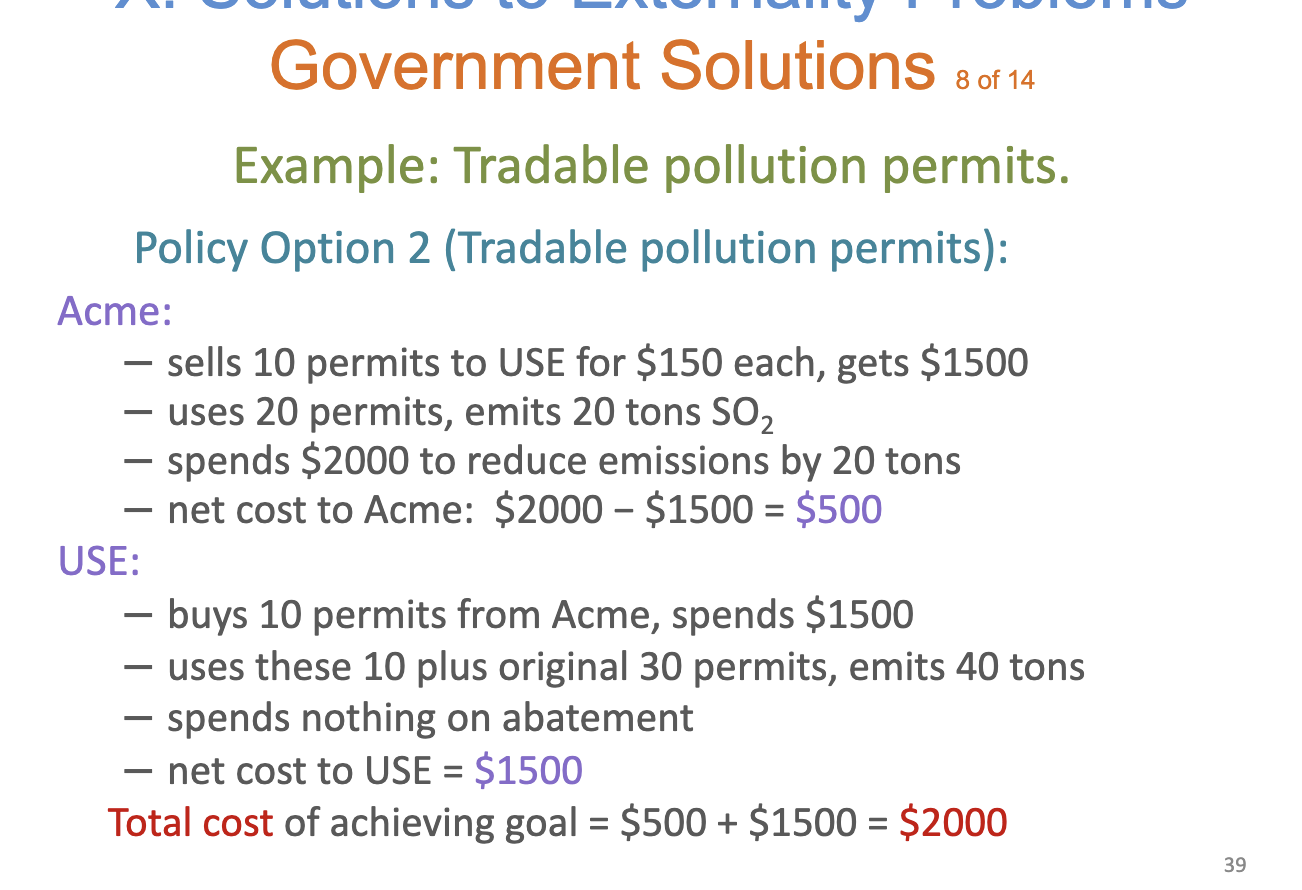 X. Solutions to Externality Problems
Government Solutions 8 of 14
Example: Tradable pollution permits.
Policy Option 2 (Tradable pollution permits):
Acme:
– sells 10 permits to USE for $150 each, gets $1500
– uses 20 permits, emits 20 tons SO₂
– spends $2000 to reduce emissions by 20 tons
– net cost to Acme:  $2000 – $1500 = $500
USE:
– buys 10 permits from Acme, spends $1500
– uses these 10 plus original 30 permits, emits 40 tons
– spends nothing on abatement
– net cost to USE = $1500
Total cost of achieving goal = $500 + $1500 = $2000
39